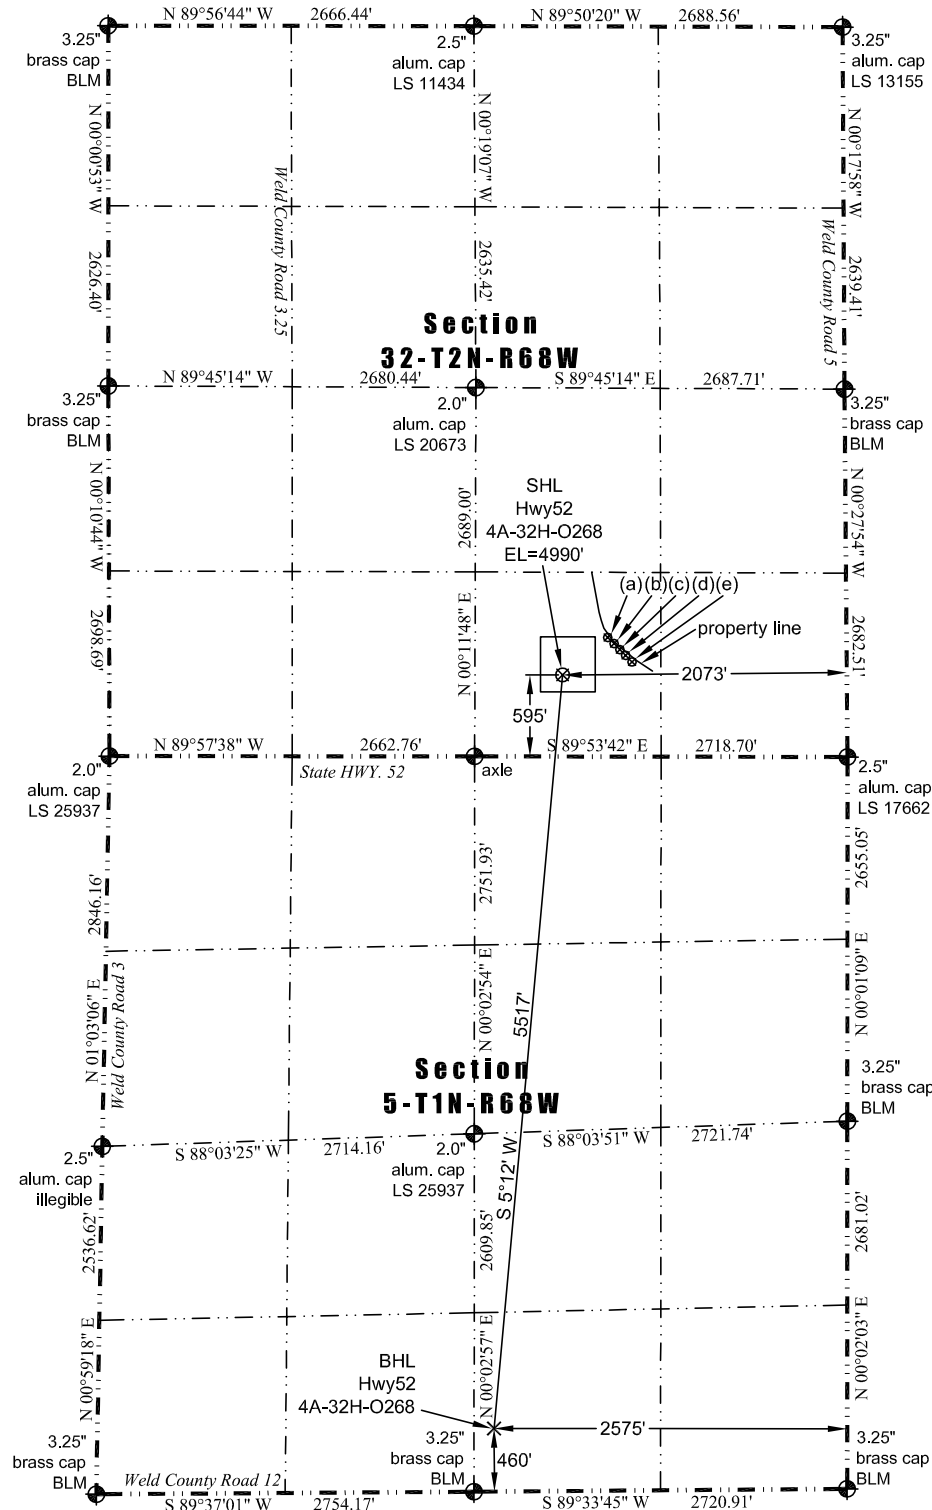 N 89°56'44" W 2666.44'
N 89°50'20" W 2688.56'
3.25"
brass cap
BLM
2.5"
alum. cap
LS 11434
3.25"
alum. cap
LS 13155
N 00°00'53" W
2626.40'
Weld County Road 3.25
N 00°19'07" W
2635.42'
N 00°17'58" W
2639.41'
Weld County Road 5
Section
32-T2N-R68W
N 89°45'14" W 2680.44'
S 89°45'14" E 2687.71'
3.25"
brass cap
BLM
2.0"
alum. cap
LS 20673
3.25"
brass cap
BLM
N 00°10'44" W
2698.69'
2689.00'
N 00°11'48" E
N 00°27'54" W
2682.51'
SHL
Hwy52
4A-32H-O268
EL=4990'
(a)(b)(c)(d)(e)
property line
2073'
595'
N 89°57'38" W 2662.76'
S 89°53'42" E 2718.70'
State HWY. 52
axle
2.0"
alum. cap
LS 25937
2.5"
alum. cap
LS 17662
2846.16'
N 01°03'06" E
Weld County Road 3
2751.93'
N 00°02'54" E
2655.05'
N 00°01'09" E
5517'
S 5°12' W
Section
5-T1N-R68W
3.25"
brass cap
BLM
S 88°03'25" W 2714.16'
S 88°03'51" W 2721.74'
2.5"
alum. cap
illegible
2.0"
alum. cap
LS 25937
2536.62'
N 00°59'18" E
2609.85'
N 00°02'57" E
2681.02'
N 00°02'03" E
BHL
Hwy52
4A-32H-O268
2575'
460'
3.25"
brass cap
BLM
3.25"
brass cap
BLM
3.25"
brass cap
BLM
Weld County Road 12
S 89°37'01" W 2754.17'
S 89°33'45" W 2720.91'